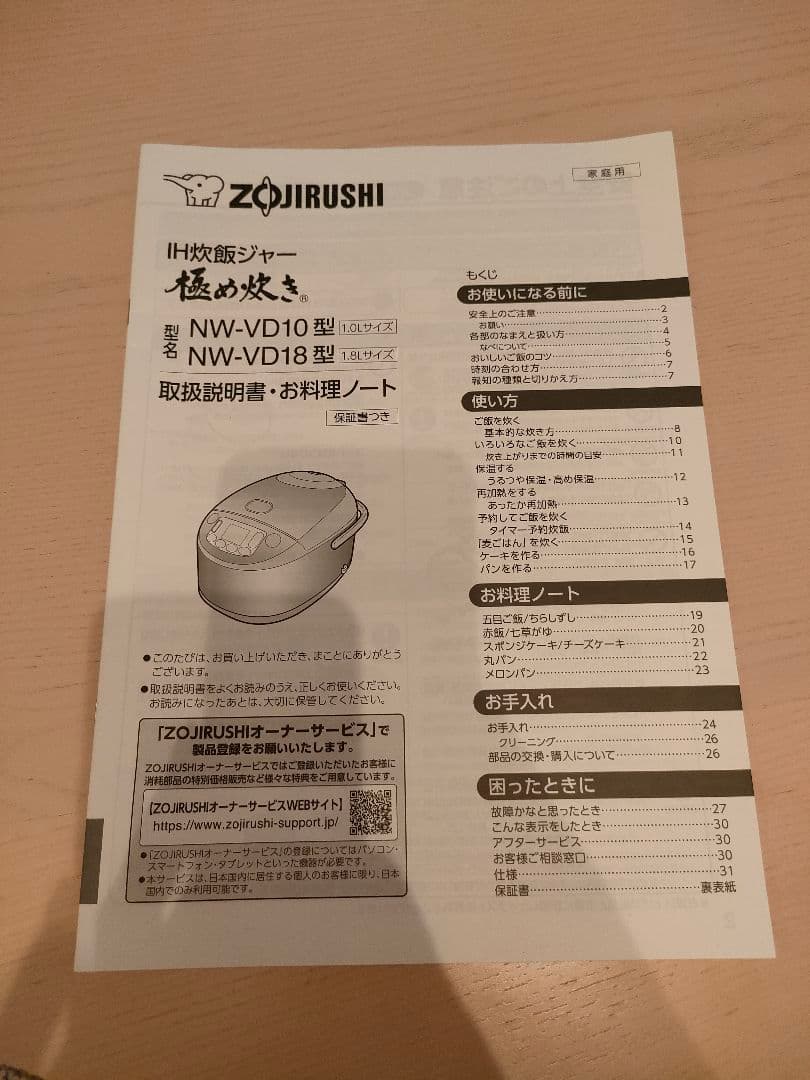 家庭用
ZOJIRUSHI
IH炊飯ジャー
極め炊き®
型名
NW-VD10型 1.0Lサイズ
NW-VD18型 1.8Lサイズ
取扱説明書・お料理ノート
保証書つき
●このたびは、お買い上げいただき、まことにありがとう
ございます。
●取扱説明書をよくお読みのうえ、正しくお使いください。
お読みになったあとは、大切に保管してください。
「ZOJIRUSHIオーナーサービス」で
製品登録をお願いいたします。
ZOJIRUSHIオーナーサービスではご登録いただいたお客様に
消耗部品の特別価格販売など様々な特典をご用意しています。
【ZOJIRUSHIオーナーサービスWEBサイト】
https://www.zojirushi-support.jp/
●「ZOJIRUSHIオーナーサービス」の登録についてはパソコン・
スマートフォン・タブレットといった機器が必要です。
●本サービスは、日本国内に居住する個人のお客様に限り、日本
国内でのみ利用可能です。
もくじ
お使いになる前に
安全上のご注意 2
お願い 3
各部のなまえと扱い方 4
なべについて 5
おいしいご飯のコツ 6
時刻の合わせ方 7
報知の種類と切りかえ方 7
使い方
ご飯を炊く
基本的な炊き方 8
いろいろなご飯を炊く 10
炊き上がりまでの時間の目安 11
保温する
うるつや保温・高め保温 12
再加熱をする
あったか再加熱 13
予約してご飯を炊く
タイマー予約炊飯 14
「麦ごはん」を炊く 15
ケーキを作る 16
パンを作る 17
お料理ノート
五目ご飯/ちらしずし 19
赤飯/七草がゆ 20
スポンジケーキ/チーズケーキ 21
丸パン 22
メロンパン 23
お手入れ
お手入れ 24
クリーニング 26
部品の交換・購入について 26
困ったときに
故障かなと思ったとき 27
こんな表示をしたとき 30
アフターサービス 30
お客様ご相談窓口 30
仕様 31
保証書 裏表紙